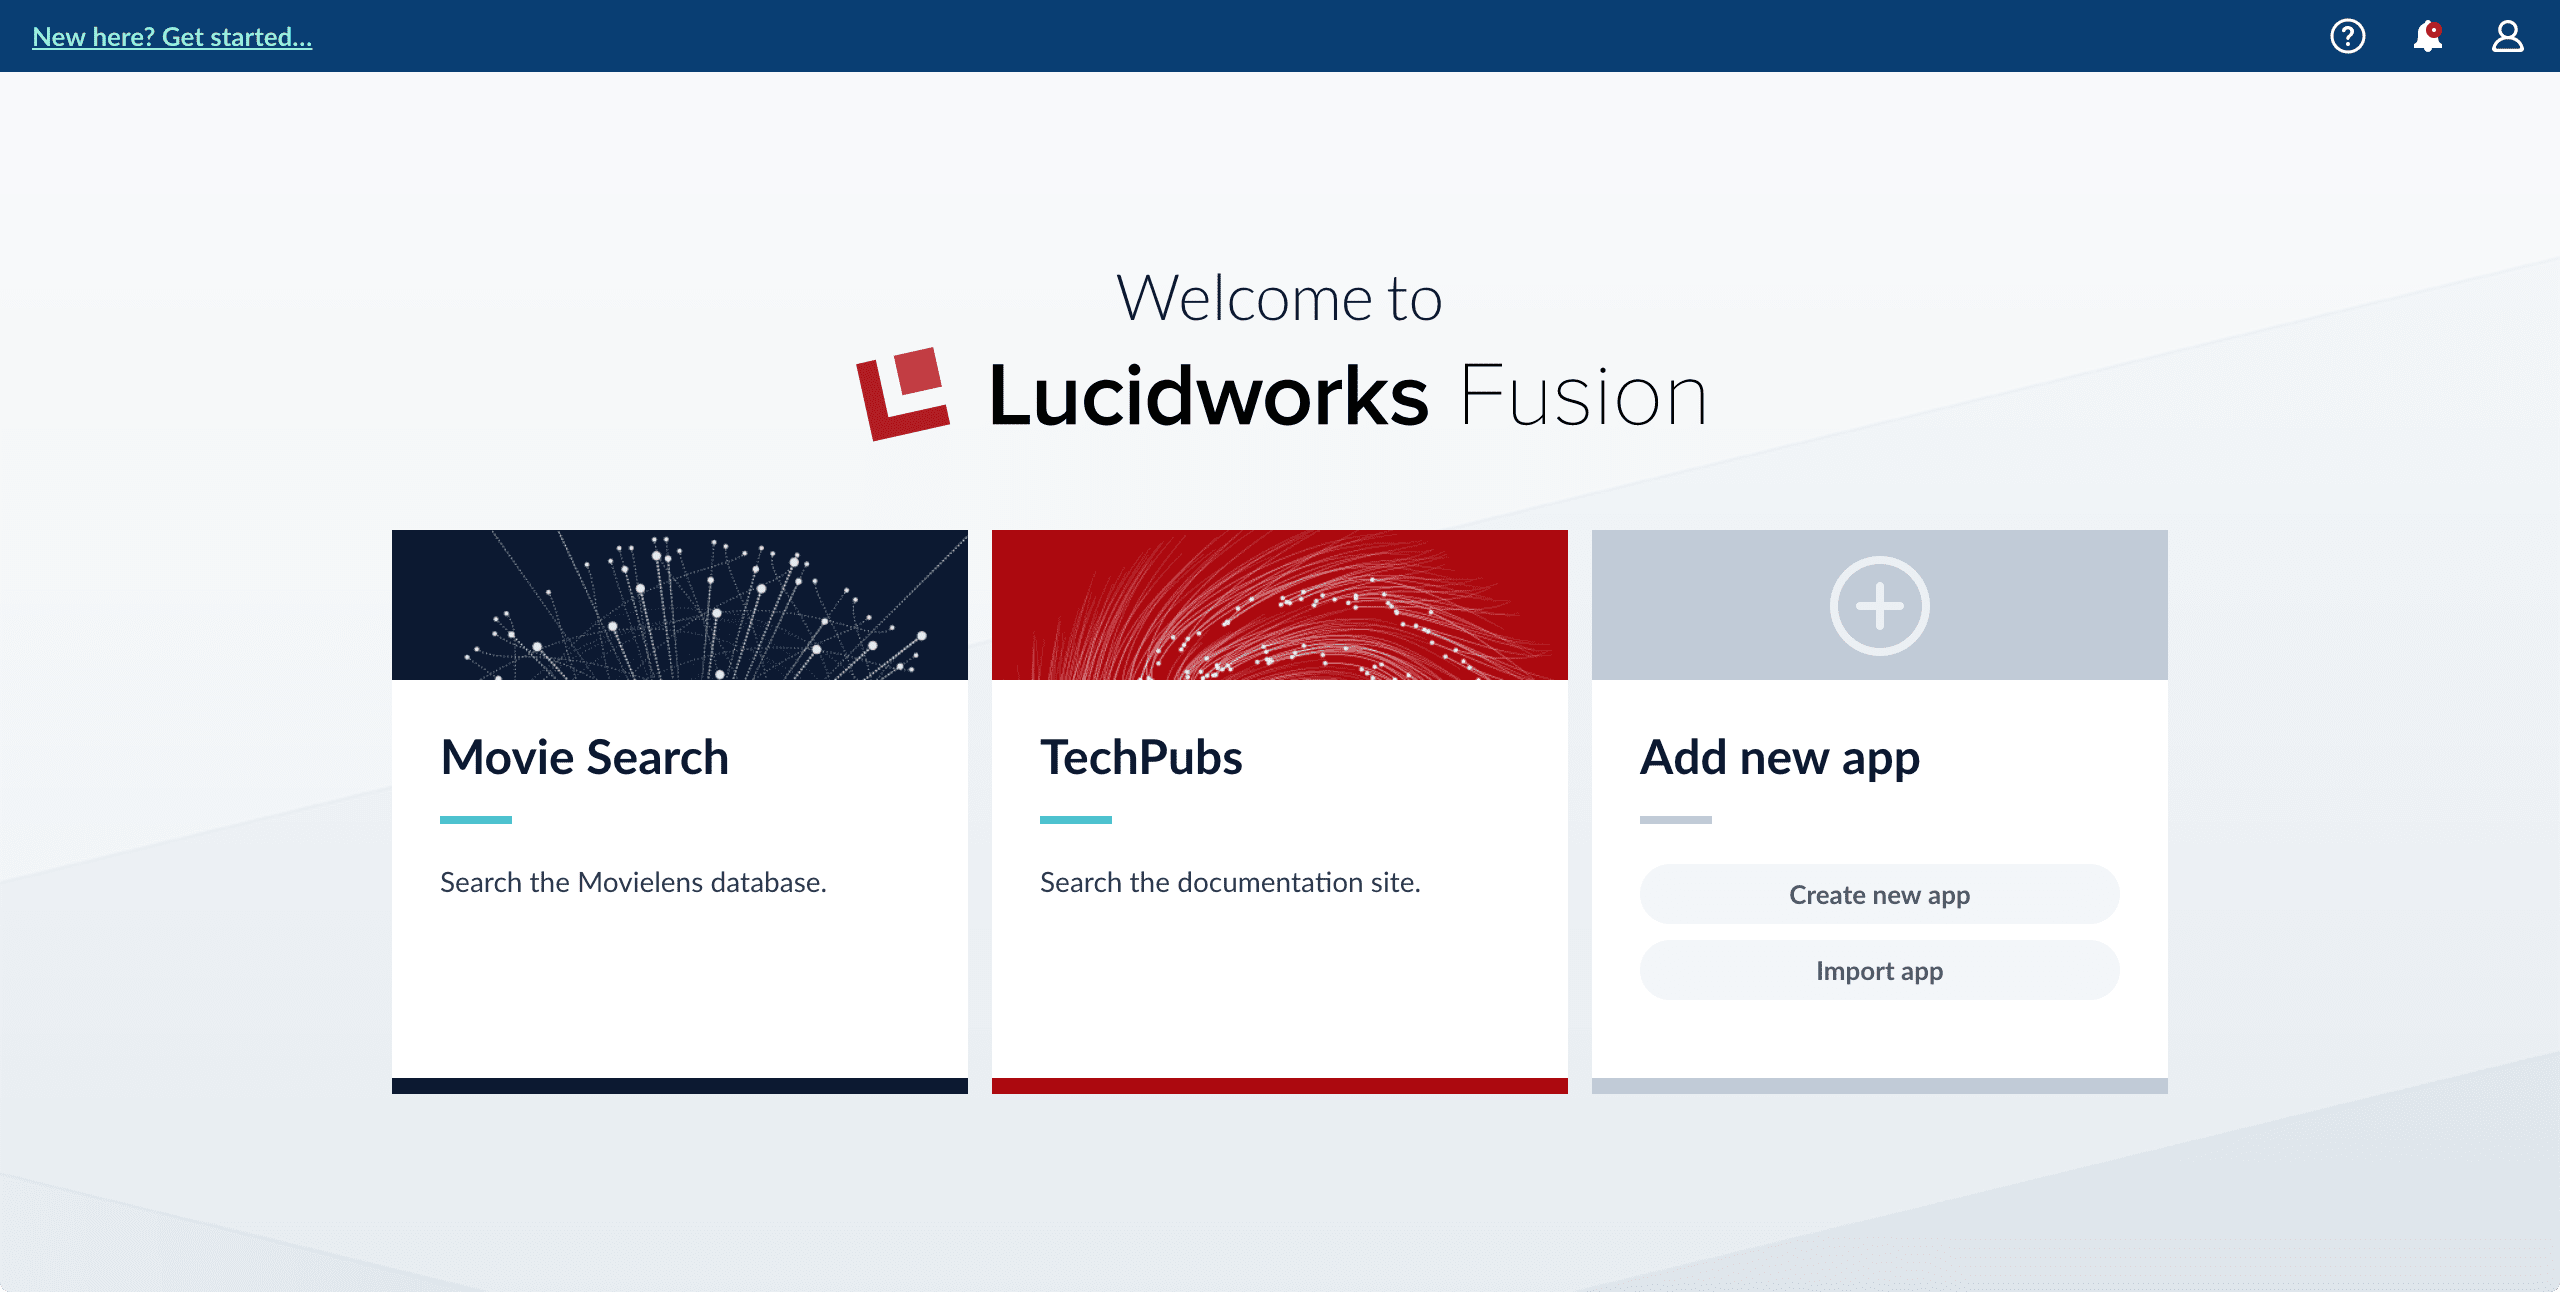 New here? Get started...
Welcome to
Lucidworks Fusion
Movie Search
Search the Movielens database.
TechPubs
Search the documentation site.
Add new app
Create new app
Import app